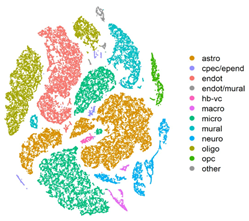 astro
cpec/epend
endot
endot/mural
hb-vc
macro
micro
mural
neuro
oligo
opc
other